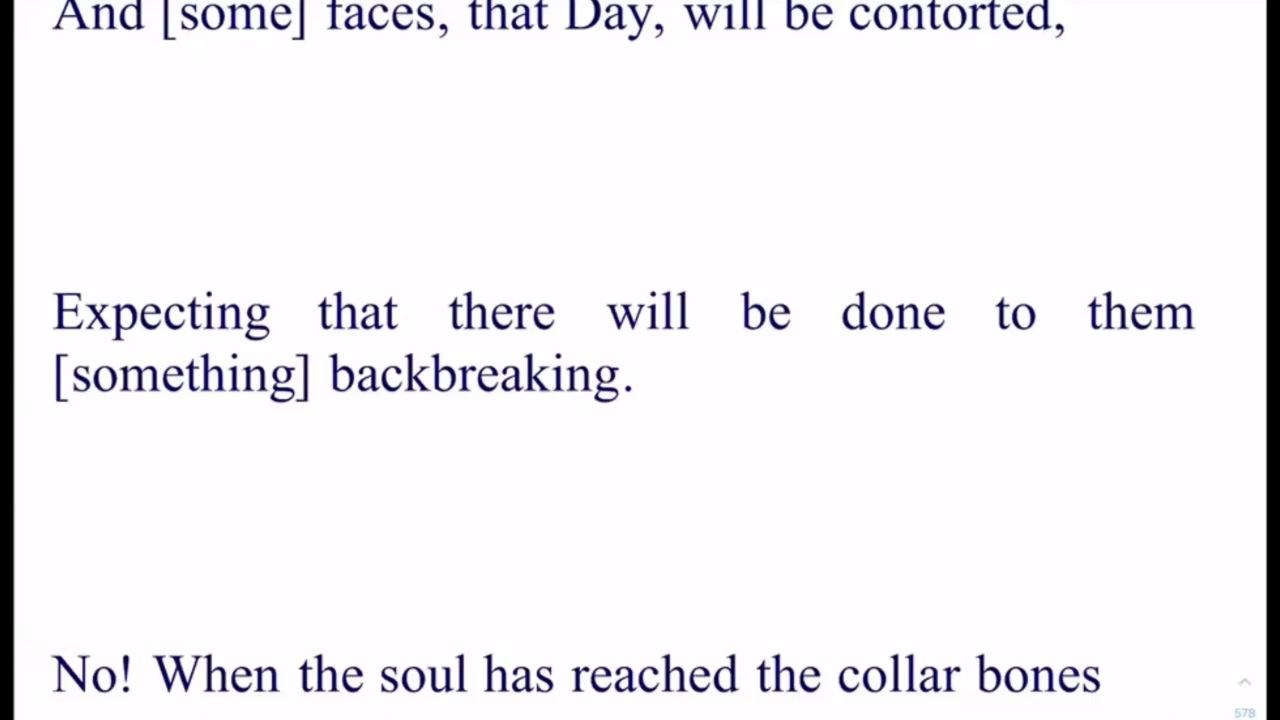 And [some] faces, that Day, will be contorted,
Expecting that there will be done to them
[something] backbreaking.
No! When the soul has reached the collar bones
578